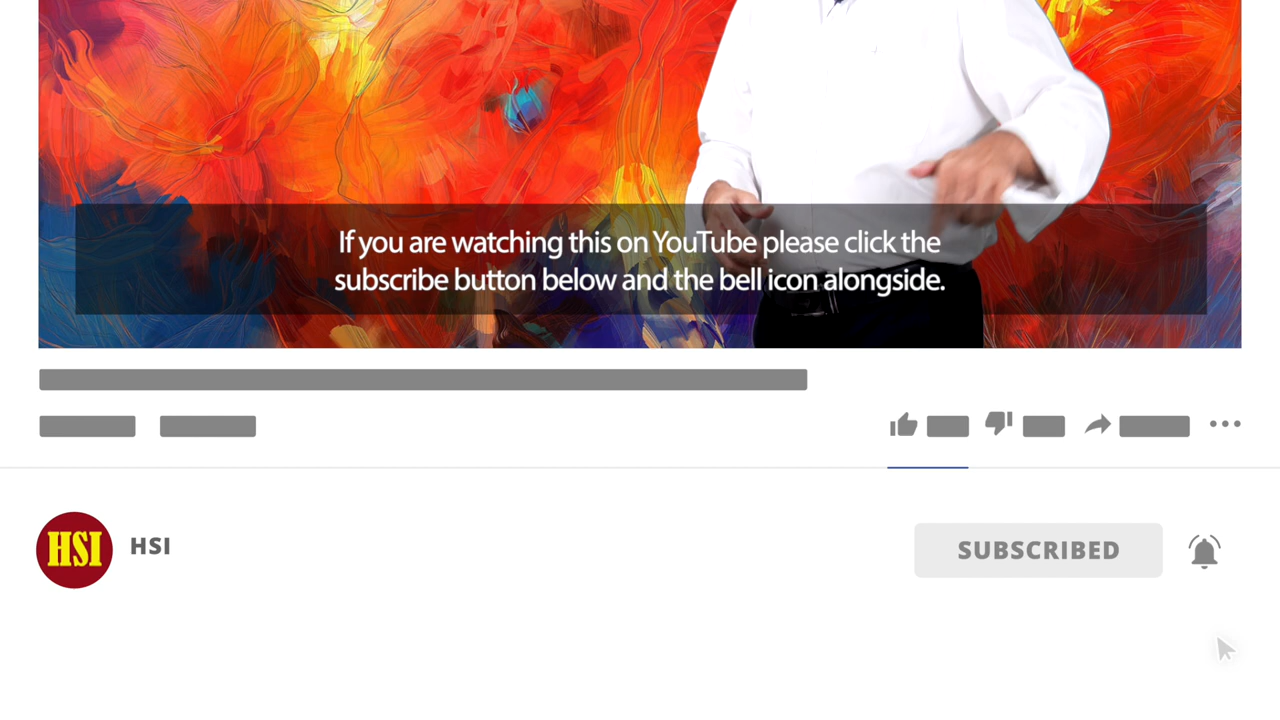 If you are watching this on YouTube please click the
subscribe button below and the bell icon alongside.
HSI
HSI
SUBSCRIBED